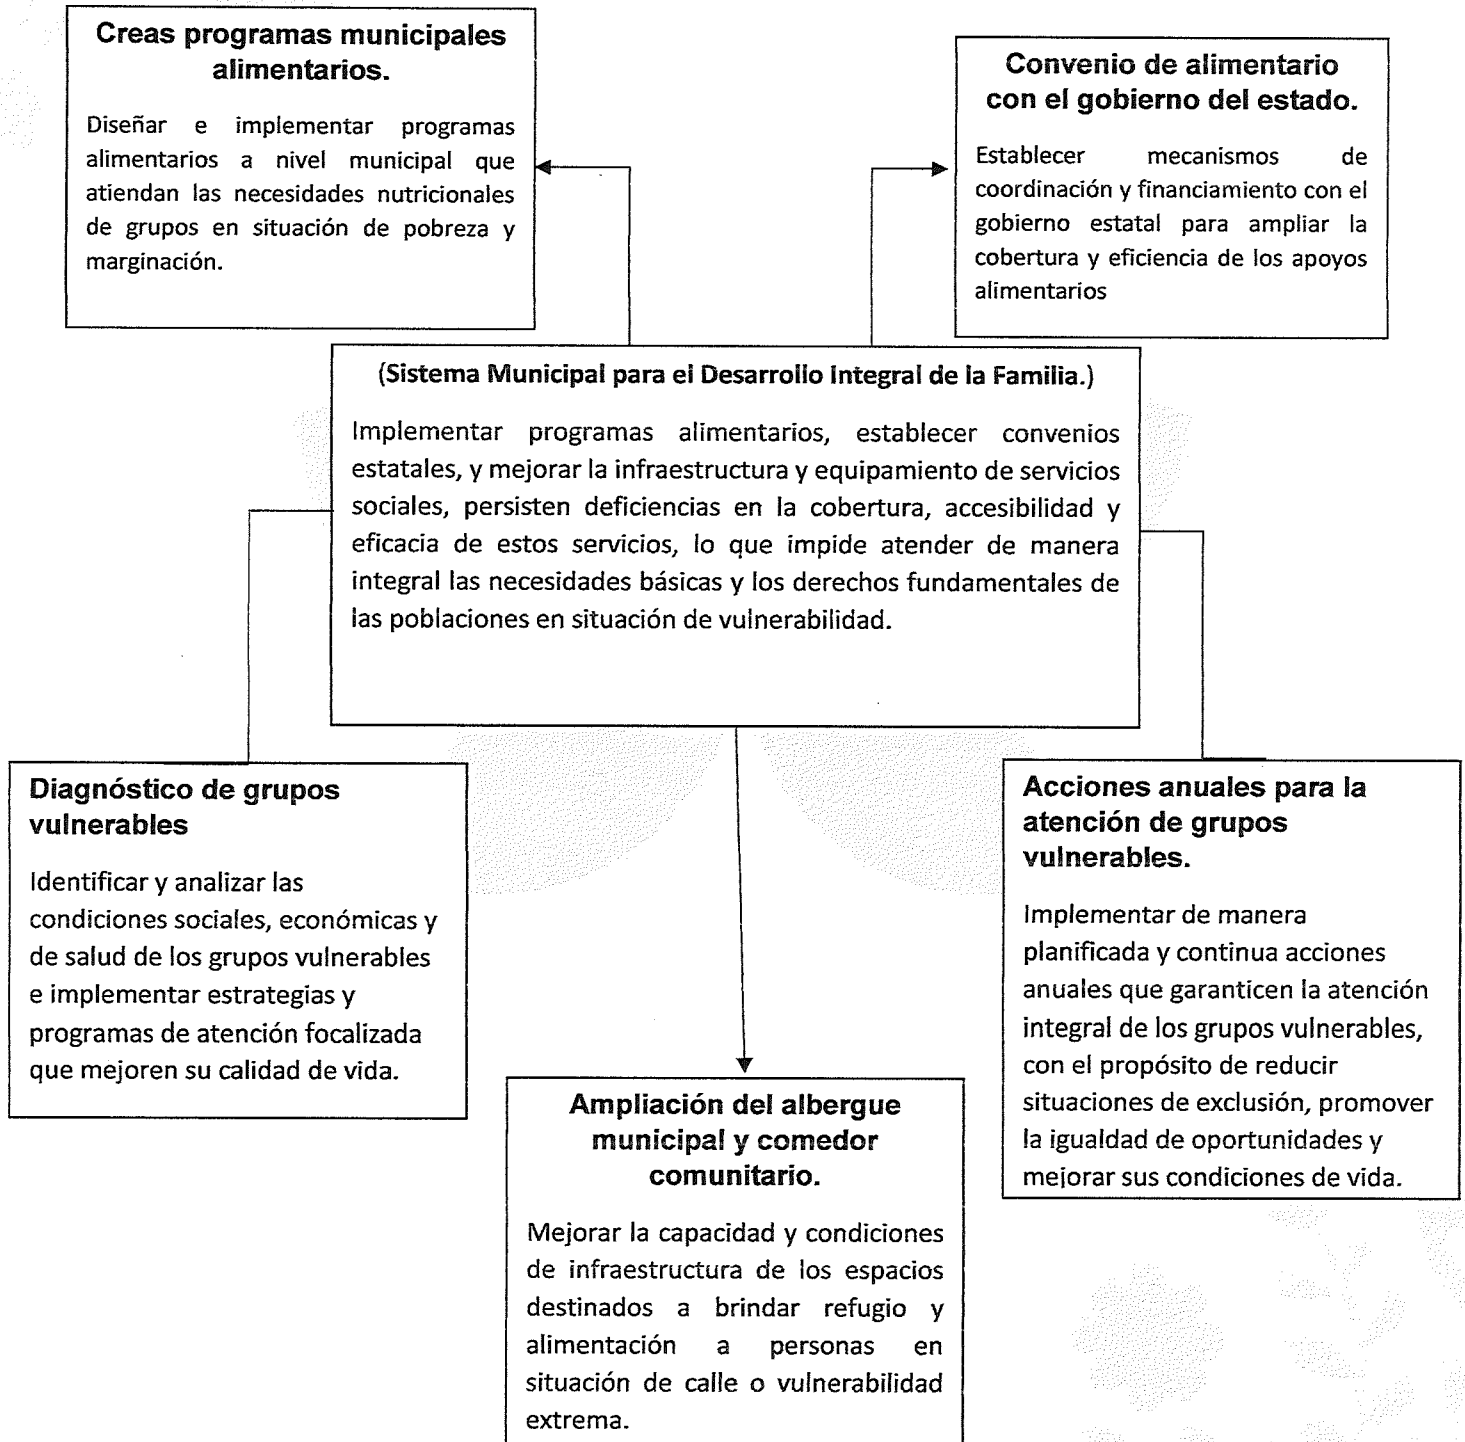 Creas programas municipales
alimentarios.
Diseñar e implementar programas
alimentarios a nivel municipal que
atiendan las necesidades nutricionales
de grupos en situación de pobreza y
marginación.
Convenio de alimentario
con el gobierno del estado.
Establecer mecanismos de
coordinación y financiamiento con el
gobierno estatal para ampliar la
cobertura y eficiencia de los apoyos
alimentarios
(Sistema Municipal para el Desarrollo Integral de la Familia.)
Implementar programas alimentarios, establecer convenios
estatales, y mejorar la infraestructura y equipamiento de servicios
sociales, persisten deficiencias en la cobertura, accesibilidad y
eficacia de estos servicios, lo que impide atender de manera
integral las necesidades básicas y los derechos fundamentales de
las poblaciones en situación de vulnerabilidad.
Diagnóstico de grupos
vulnerables
Identificar y analizar las
condiciones sociales, económicas y
de salud de los grupos vulnerables
e implementar estrategias y
programas de atención focalizada
que mejoren su calidad de vida.
Ampliación del albergue
municipal y comedor
comunitario.
Mejorar la capacidad y condiciones
de infraestructura de los espacios
destinados a brindar refugio y
alimentación a personas en
situación de calle o vulnerabilidad
extrema.
Acciones anuales para la
atención de grupos
vulnerables.
Implementar de manera
planificada y continua acciones
anuales que garanticen la atención
integral de los grupos vulnerables,
con el propósito de reducir
situaciones de exclusión, promover
la igualdad de oportunidades y
mejorar sus condiciones de vida.